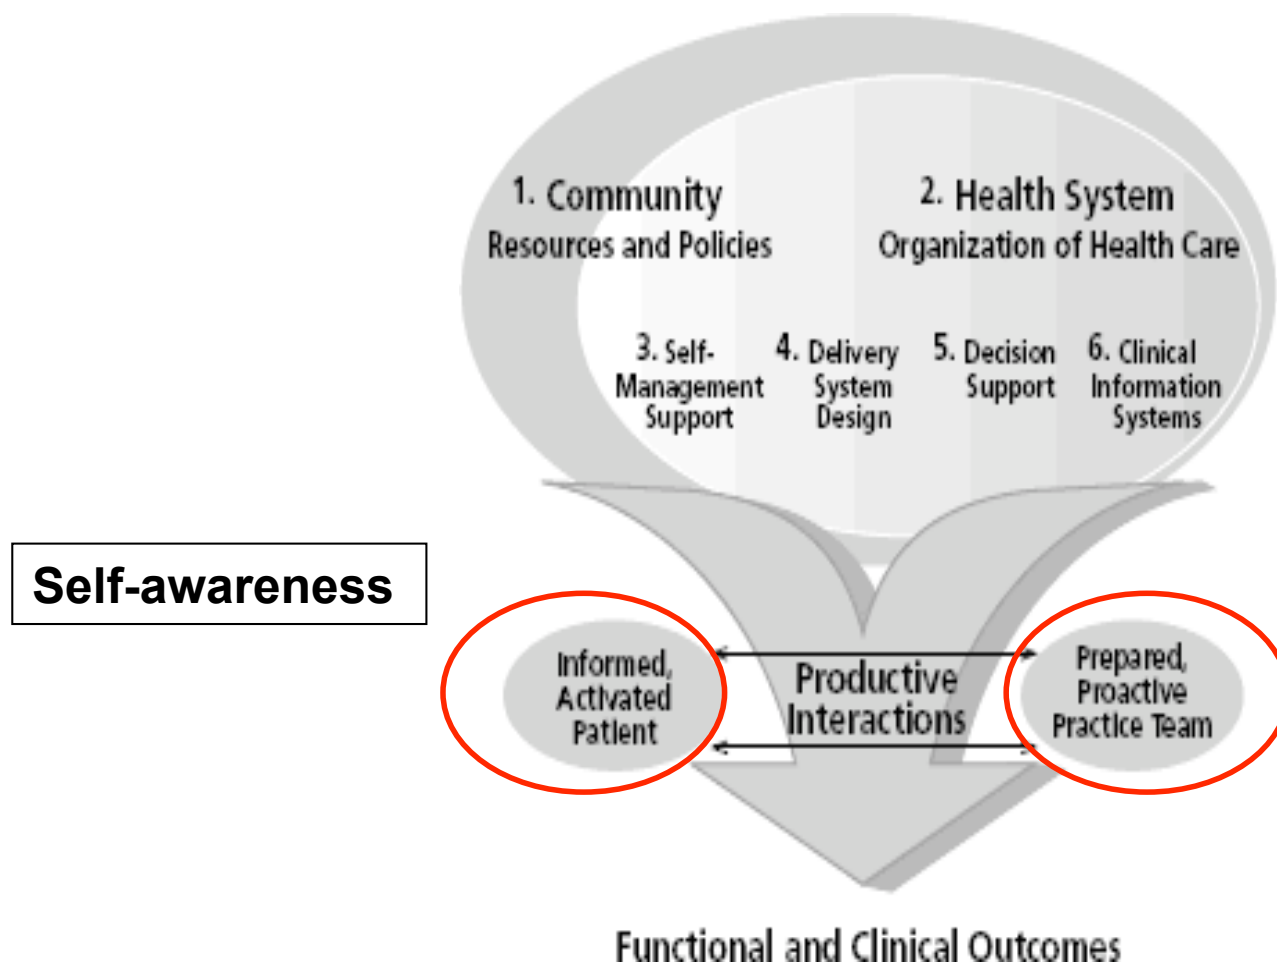 1. Community
Resources and Policies
2. Health System
Organization of Health Care
3. Self-
Management
Support
4. Delivery
System
Design
5. Decision
Support
6. Clinical
Information
Systems
Self-awareness
Informed,
Activated
Patient
Productive
Interactions
Prepared,
Proactive
Practice Team
Functional and Clinical Outcomes